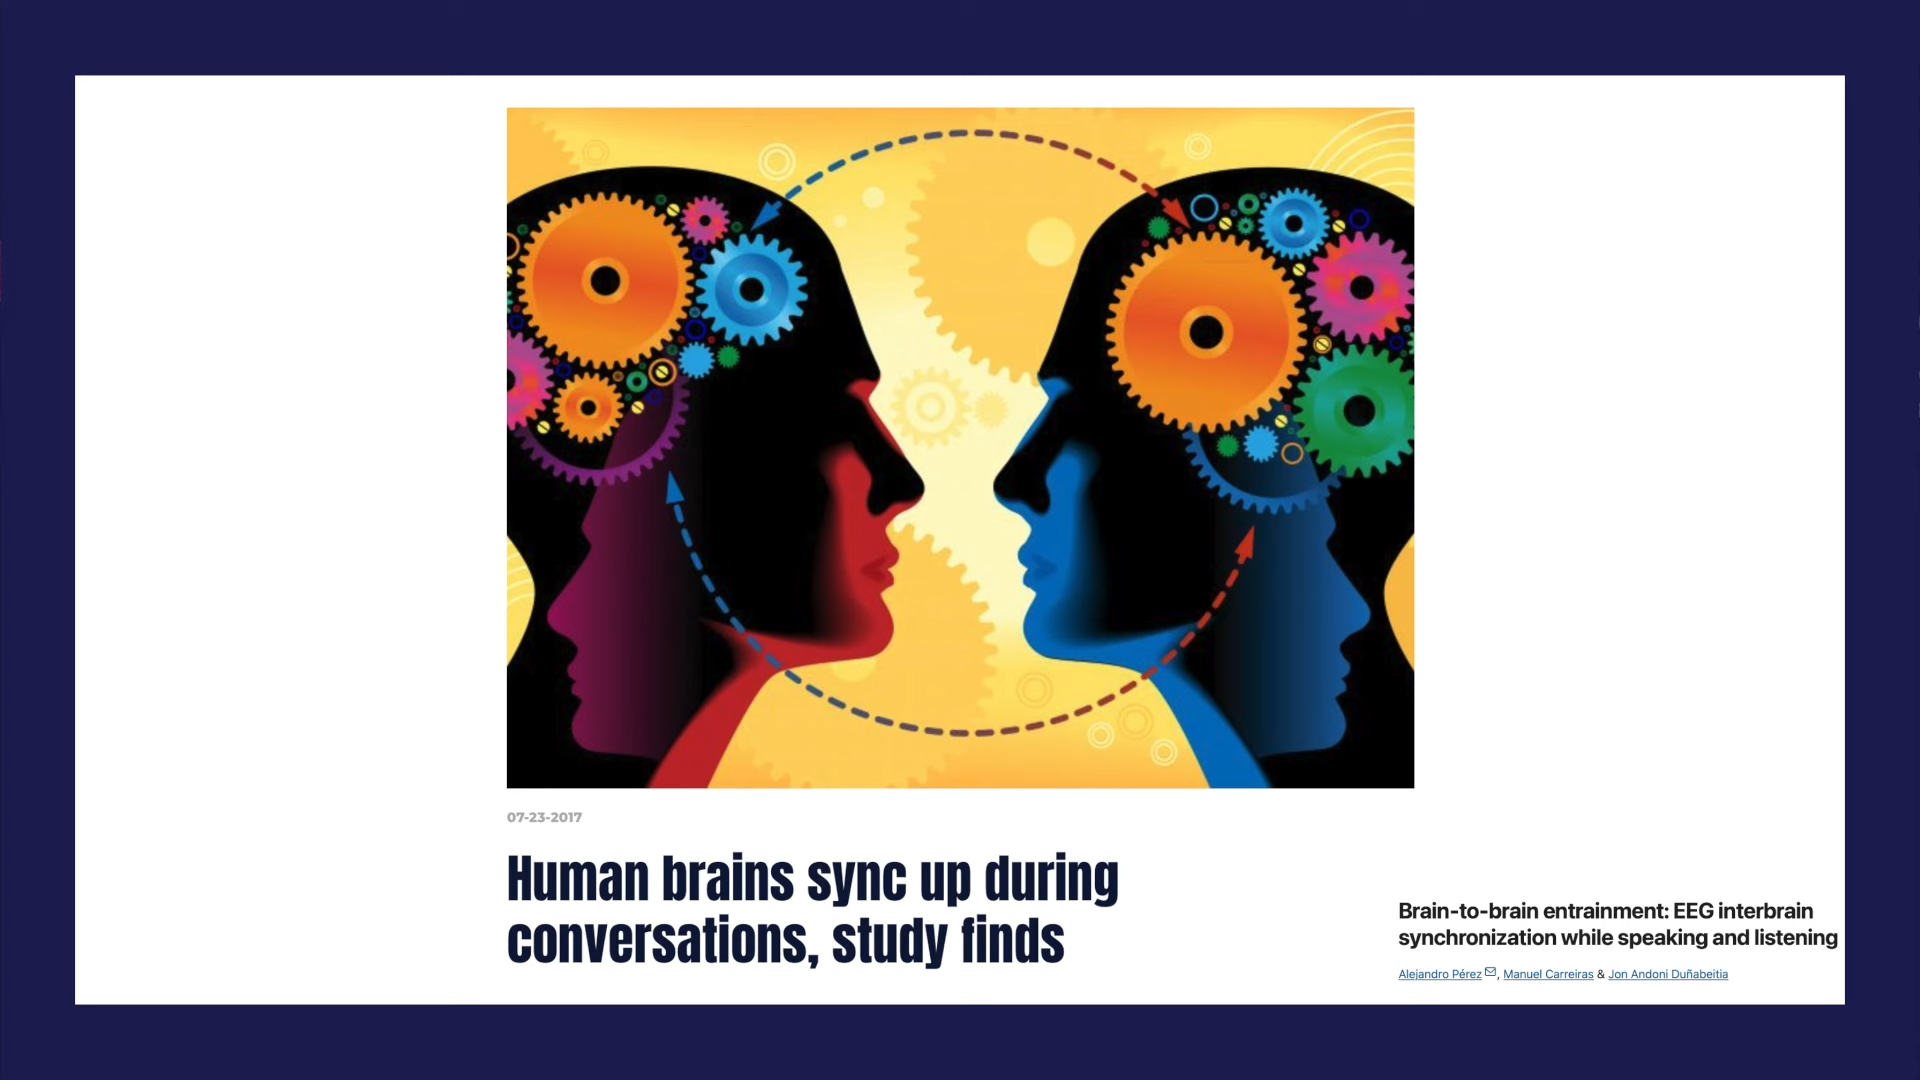 07-23-2017
Human brains sync up during
conversations, study finds
Brain-to-brain entrainment: EEG interbrain
synchronization while speaking and listening
Alejandro Pérez, Manuel Carreiras & Jon Andoni Duñabeitia